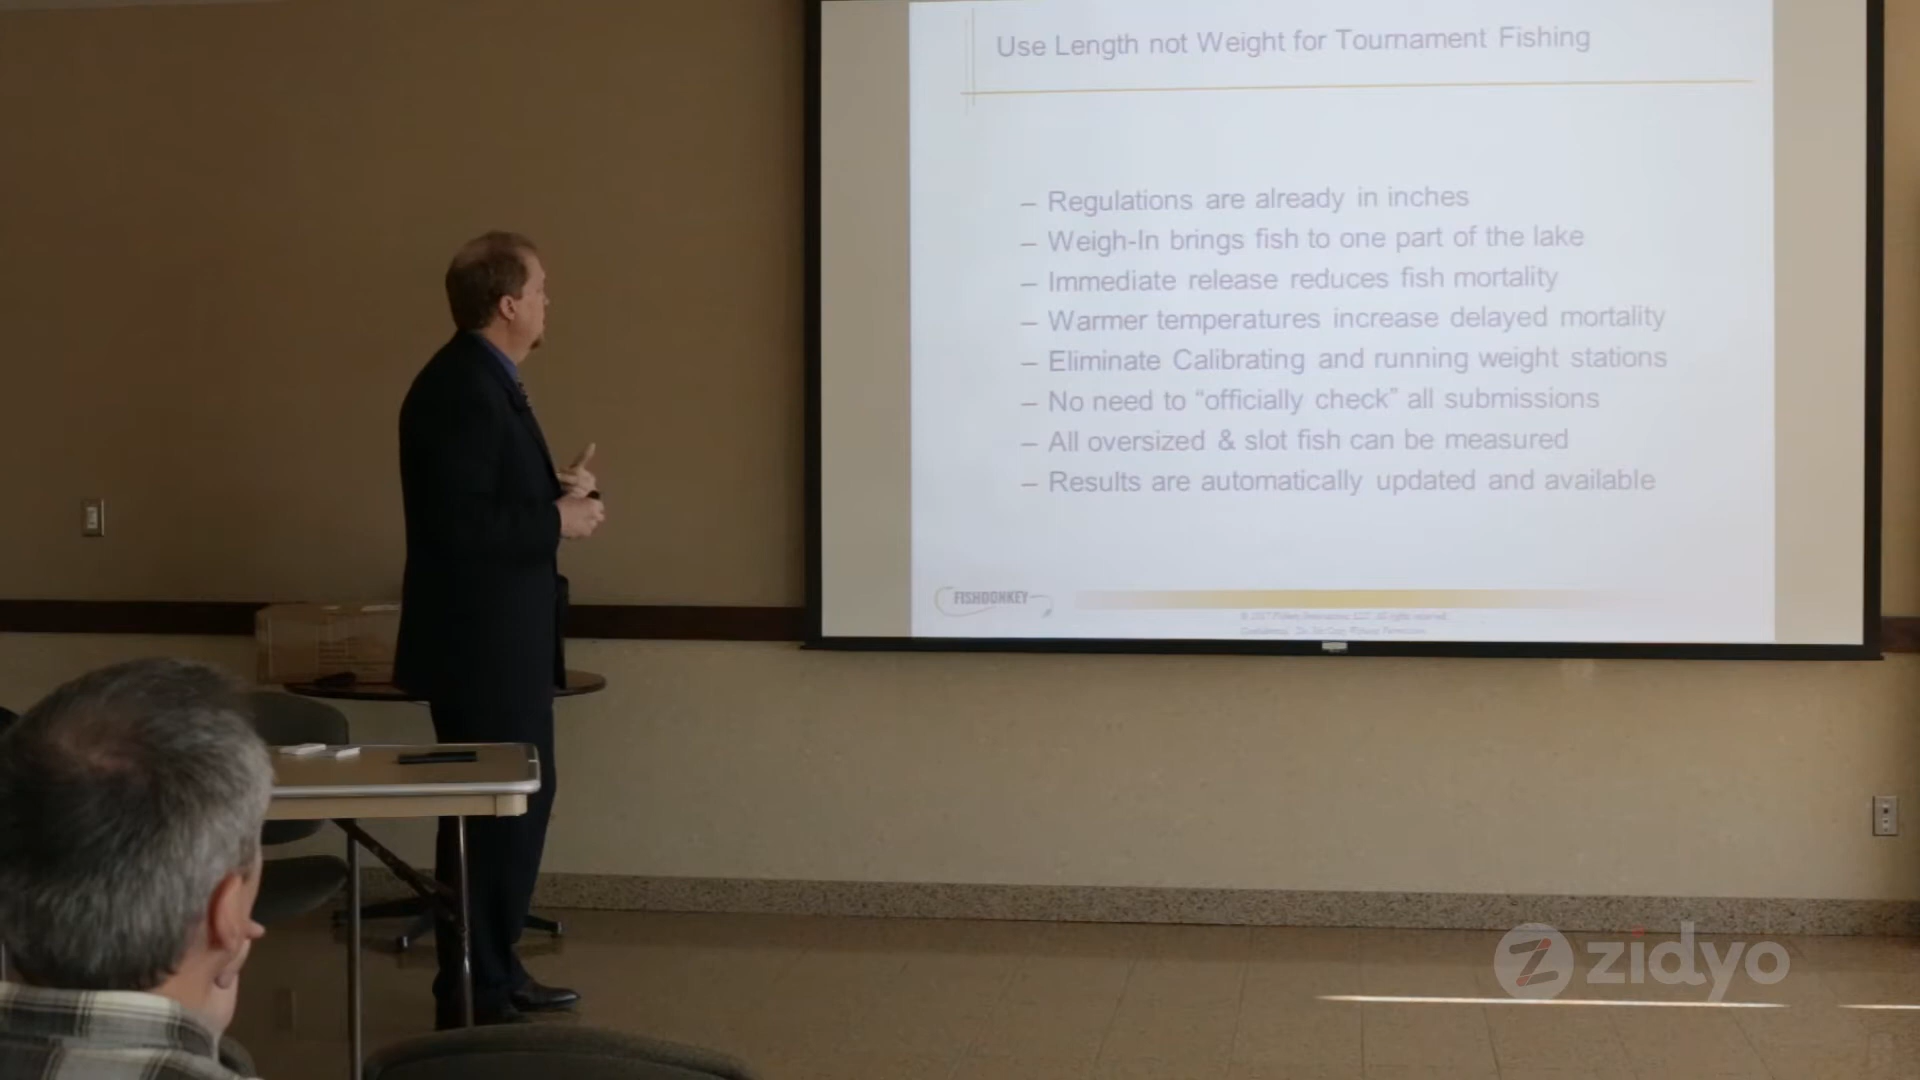 Use Length not Weight for Tournament Fishing
– Regulations are already in inches
– Weigh-In brings fish to one part of the lake
– Immediate release reduces fish mortality
– Warmer temperatures increase delayed mortality
– Eliminate Calibrating and running weight stations
– No need to “officially check” all submissions
– All oversized & slot fish can be measured
– Results are automatically updated and available
FISHDONKEY
zidyo